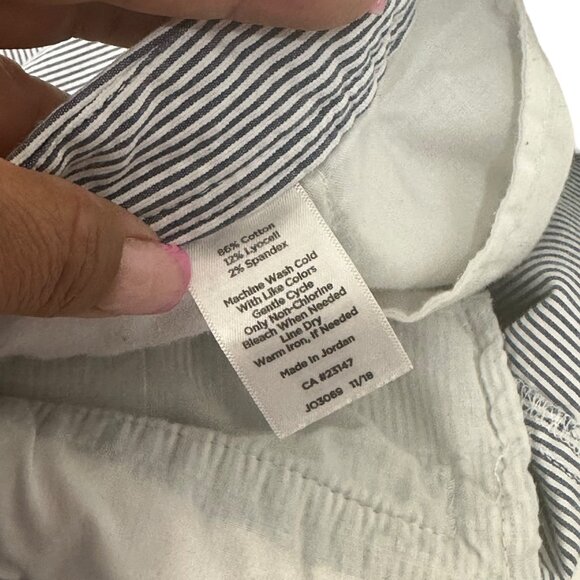 86% Cotton
12% Lyocell
2% Spandex
Machine Wash Cold
With Like Colors
Gentle Cycle
Only Non-Chlorine
Bleach When Needed
Line Dry
Warm Iron, if Needed
Made in Jordan
CA #23147
JO3069 11/18